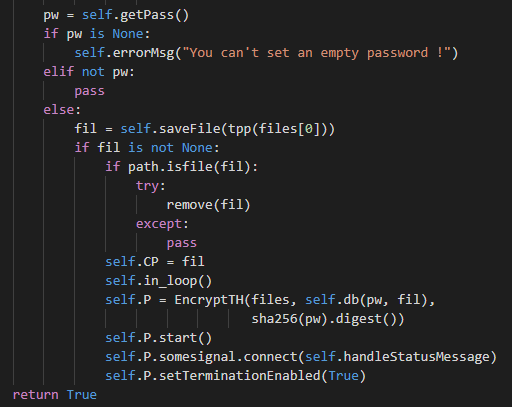 pw = self.getPass()
if pw is None:
self.errorMsg("You can't set an empty password !")
elif not pw:
pass
else:
fil = self.saveFile(tpp(files[0]))
if fil is not None:
if path.isfile(fil):
try:
remove(fil)
except:
pass
self.CP = fil
self.in_loop()
self.P = EncryptTH(files, self.db(pw, fil),
sha256(pw).digest())
self.P.start()
self.P.somesignal.connect(self.handleStatusMessage)
self.P.setTerminationEnabled(True)
return True